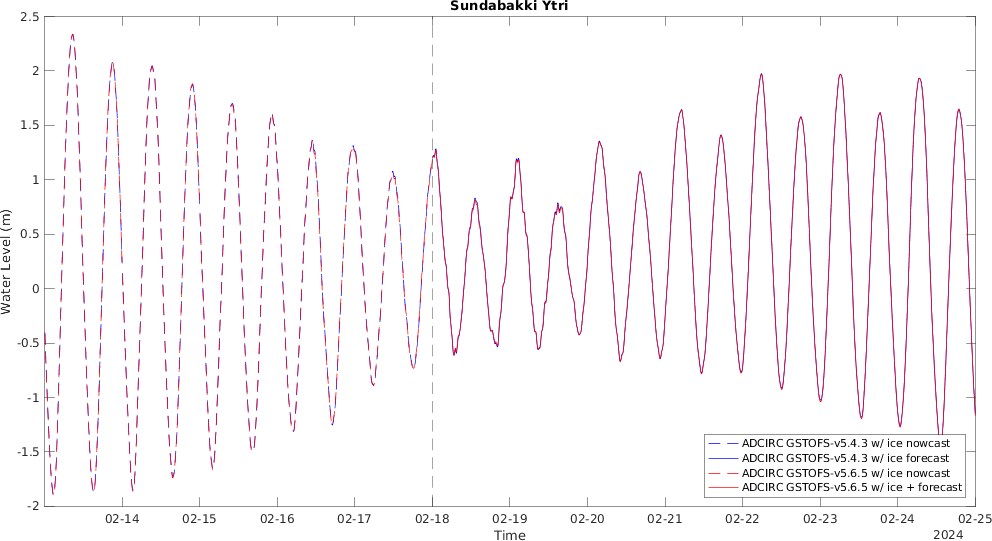 Sundabakki Ytri
2.5
2
1.5
1
0.5
0
-0.5
-1
-1.5
-2
Water Level (m)
ADCIRC GSTOFS-v5.4.3 w/ ice nowcast
ADCIRC GSTOFS-v5.4.3 w/ ice forecast
ADCIRC GSTOFS-v5.6.5 w/ ice nowcast
ADCIRC GSTOFS-v5.6.5 w/ ice + forecast
02-14 02-15 02-16 02-17 02-18 02-19 02-20 02-21 02-22 02-23 02-24 02-25
Time
2024